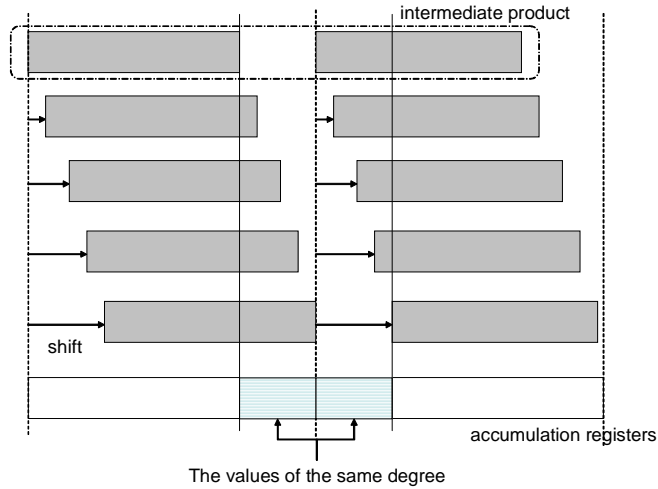 intermediate product
shift
accumulation registers
The values of the same degree